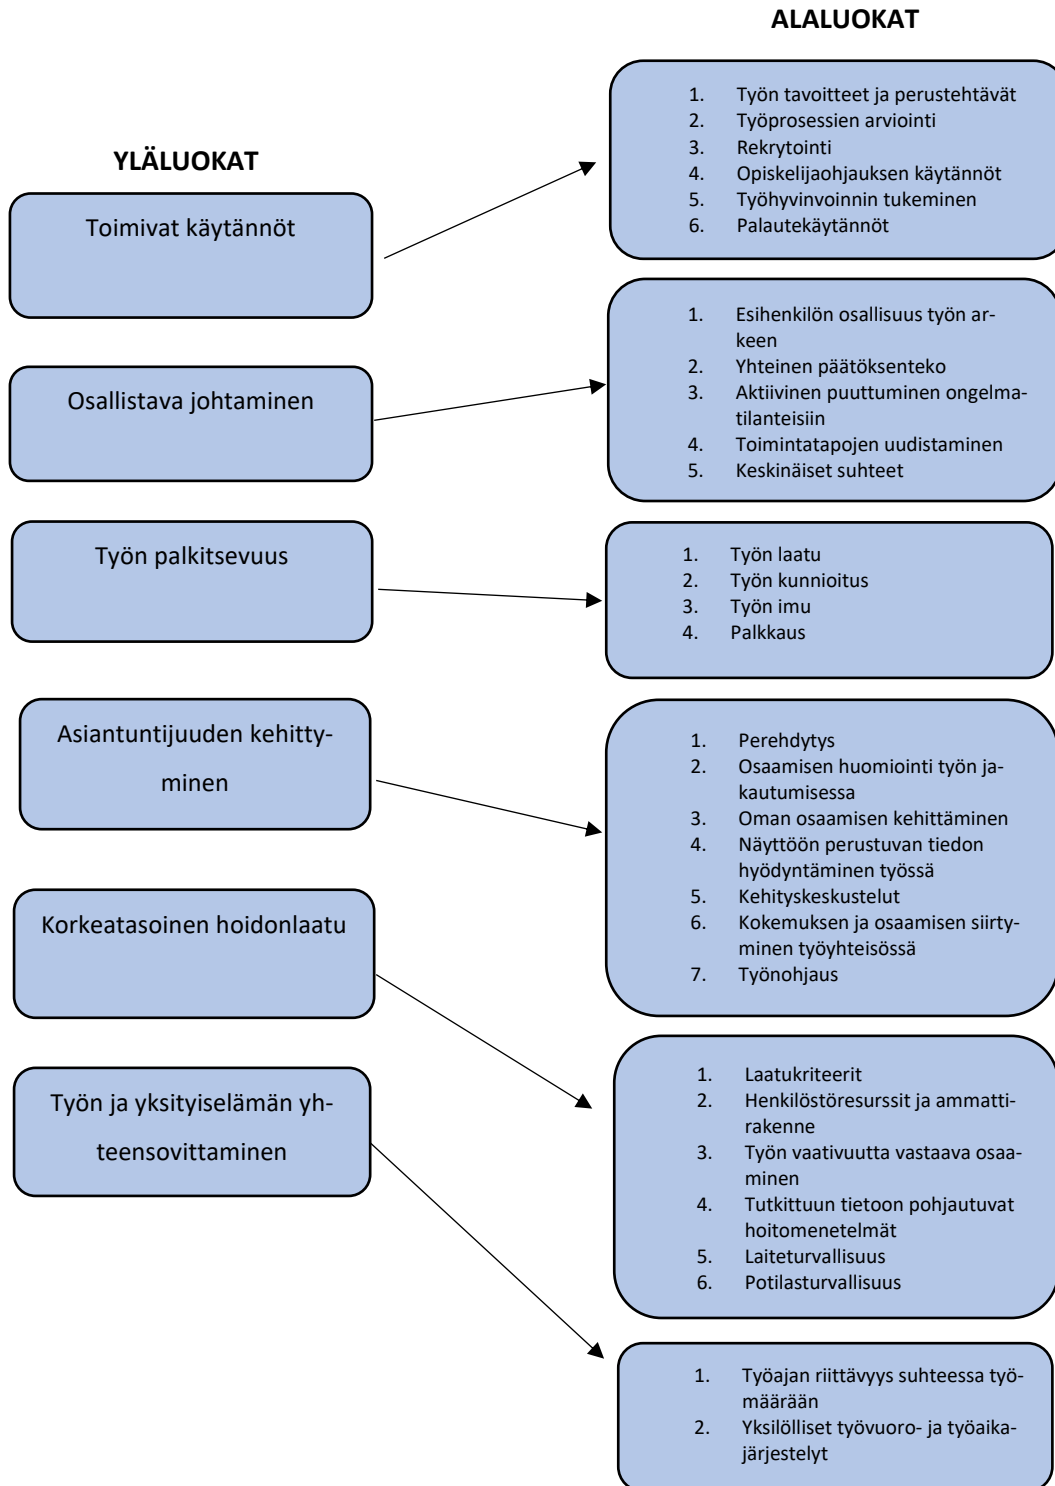 ALALUOKAT
1. Työn tavoitteet ja perustehtävät
2. Työprosessien arviointi
3. Rekrytointi
4. Opiskelijaohjauksen käytännöt
5. Työhyvinvoinnin tukeminen
6. Palautekäytännöt
YLÄLUOKAT
Toimivat käytännöt
1. Esihenkilön osallisuus työn ar-
keen
2. Yhteinen päätöksenteko
3. Aktiivinen puuttuminen ongelma-
tilanteisiin
4. Toimintatapojen uudistaminen
5. Keskinäiset suhteet
Osallistava johtaminen
Työn palkitsevuus
1. Työn laatu
2. Työn kunnioitus
3. Työn imu
4. Palkkaus
Asiantuntijuuden kehitty-
minen
1. Perehdytys
2. Osaamisen huomiointi työn ja-
kautumisessa
3. Oman osaamisen kehittäminen
4. Näyttöön perustuvan tiedon
hyödyntäminen työssä
5. Kehityskeskustelut
6. Kokemuksen ja osaamisen siirty-
minen työyhteisössä
7. Työnohjaus
Korkeatasoinen hoidonlaatu
1. Laatukriteerit
2. Henkilöstöresurssit ja ammatti-
rakenne
3. Työn vaativuutta vastaava osaa-
minen
4. Tutkittuun tietoon pohjautuvat
hoitomenetelmät
5. Laiteturvallisuus
6. Potilasturvallisuus
Työn ja yksityiselämän yh-
teensovittaminen
1. Työajan riittävyys suhteessa työ-
määrään
2. Yksilölliset työvuoro- ja työaika-
järjestelyt